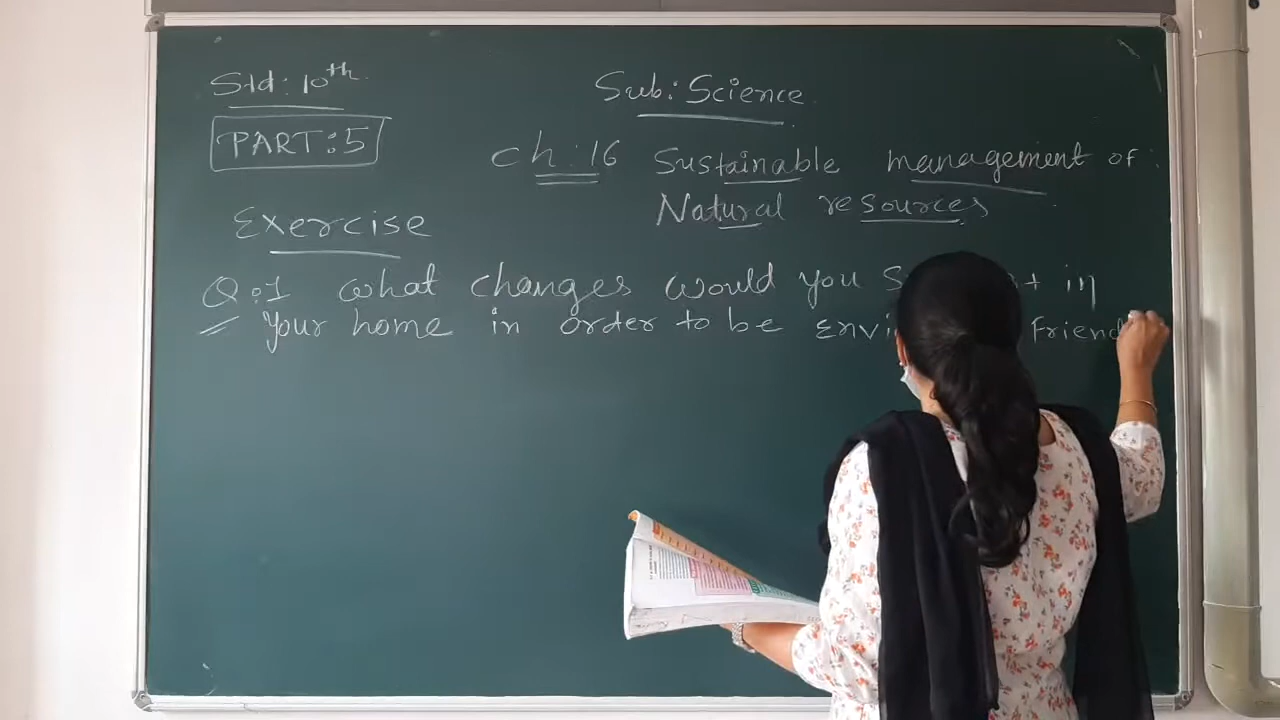 Std: 10th.
Sub: Science.
PART: 5
ch: 16 Sustainable management of:
Natural resources
Exercise
Q:1 What changes would you in
your home in order to be Friend